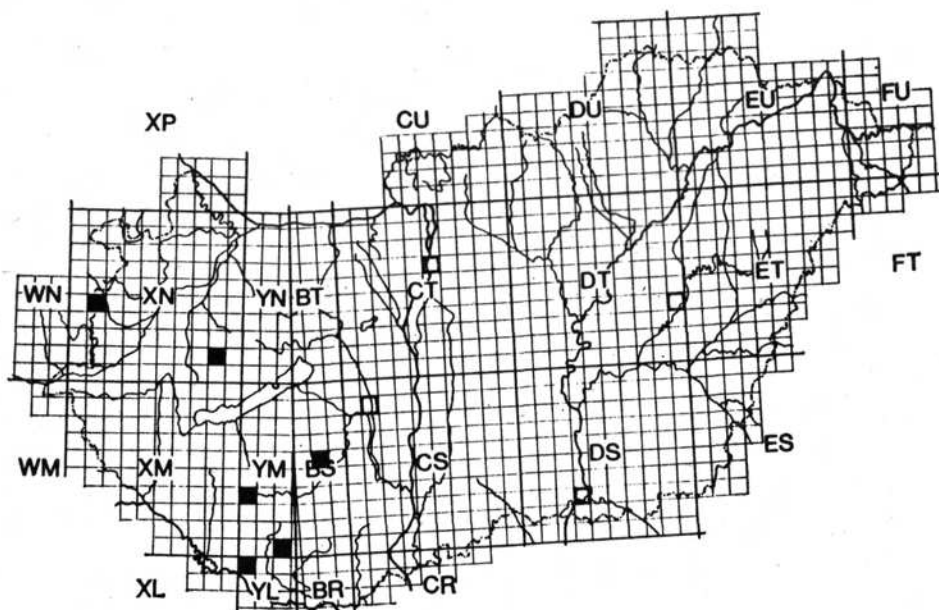 DU
EU
FU
XP
CU
FT
WN
XN
YN
BT
CT
DT
ET
WM
XM
YM
BS
CS
DS
ES
XL
YL
BR
CR